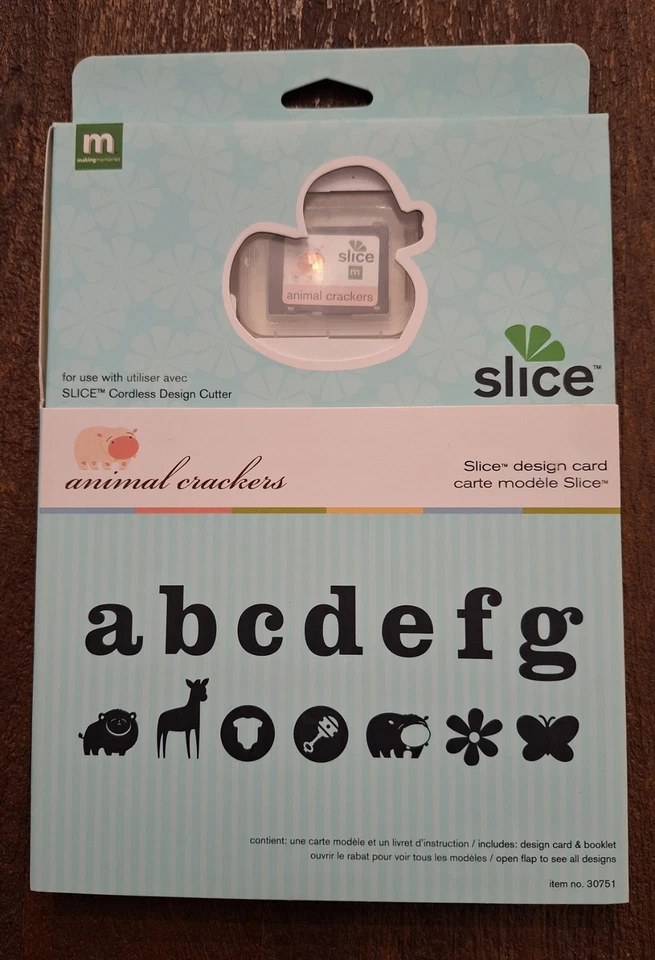 m
makingmemories
slice
m
animal crackers
for use with utiliser avec
SLICE™ Cordless Design Cutter
slice™
animal crackers
Slice™ design card
carte modèle Slice™
a b c d e f g
contient: une carte modèle et un livret d'instruction / includes: design card & booklet
ouvrir le rabat pour voir tous les modèles / open flap to see all designs
item no. 30751